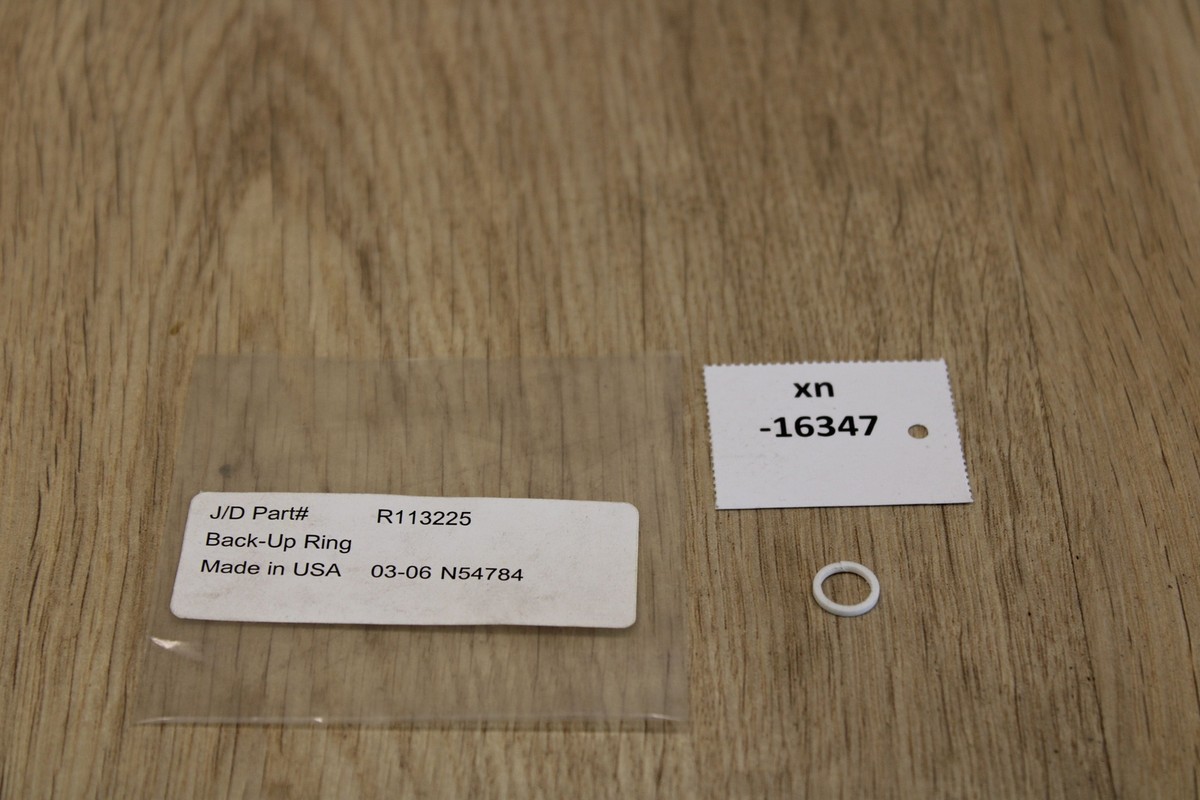 J/D Part# R113225
Back-Up Ring
Made in USA 03-06 N54784
xn
-16347